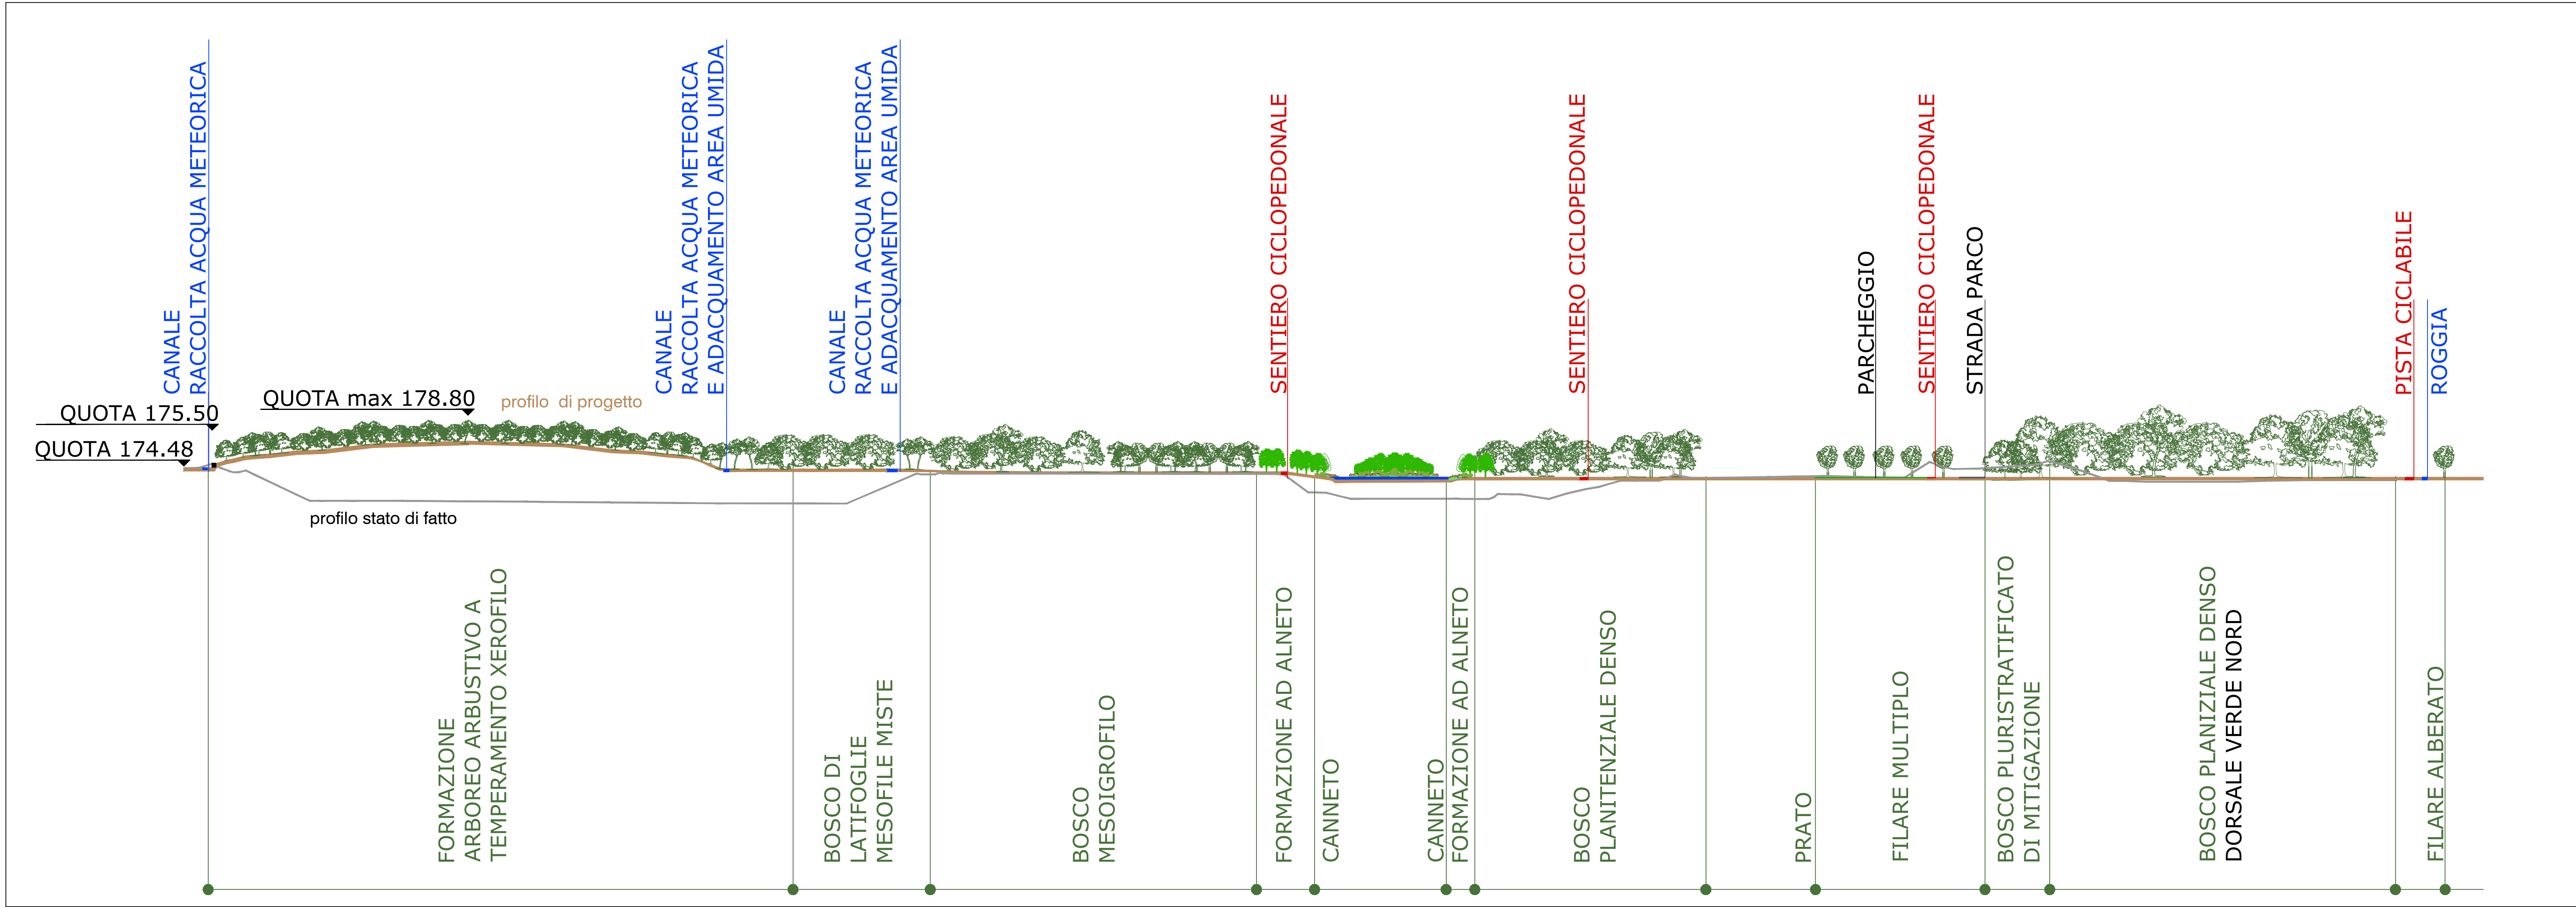 CANALE
RACCOLTA ACQUA METEORICA
CANALE
RACCOLTA ACQUA METEORICA
E ADACQUAMENTO AREA UMIDA
CANALE
RACCOLTA ACQUA METEORICA
E ADACQUAMENTO AREA UMIDA
SENTIERO CICLOPEDONALE
SENTIERO CICLOPEDONALE
PARCHEGGIO
SENTIERO CICLOPEDONALE
STRADA PARCO
PISTA CICLABILE
ROGGIA
QUOTA max 178.80
profilo di progetto
QUOTA 175.50
QUOTA 174.48
profilo stato di fatto
FORMAZIONE
ARBOREO ARBUSTIVO A
TEMPERAMENTO XEROFILO
BOSCO DI
LATIFOGLIE
MESOFILE MISTE
BOSCO
MESOIGROFILO
FORMAZIONE AD ALNETO
CANNETO
CANNETO
FORMAZIONE AD ALNETO
BOSCO
PLANITENZIALE DENSO
PRATO
FILARE MULTIPLO
BOSCO PLURISTRATIFICATO
DI MITIGAZIONE
BOSCO PLANIZIALE DENSO
DORSALE VERDE NORD
FILARE ALBERATO